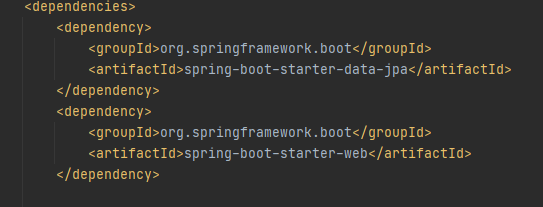 <dependencies>
<dependency>
<groupId>org.springframework.boot</groupId>
<artifactId>spring-boot-starter-data-jpa</artifactId>
</dependency>
<dependency>
<groupId>org.springframework.boot</groupId>
<artifactId>spring-boot-starter-web</artifactId>
</dependency>